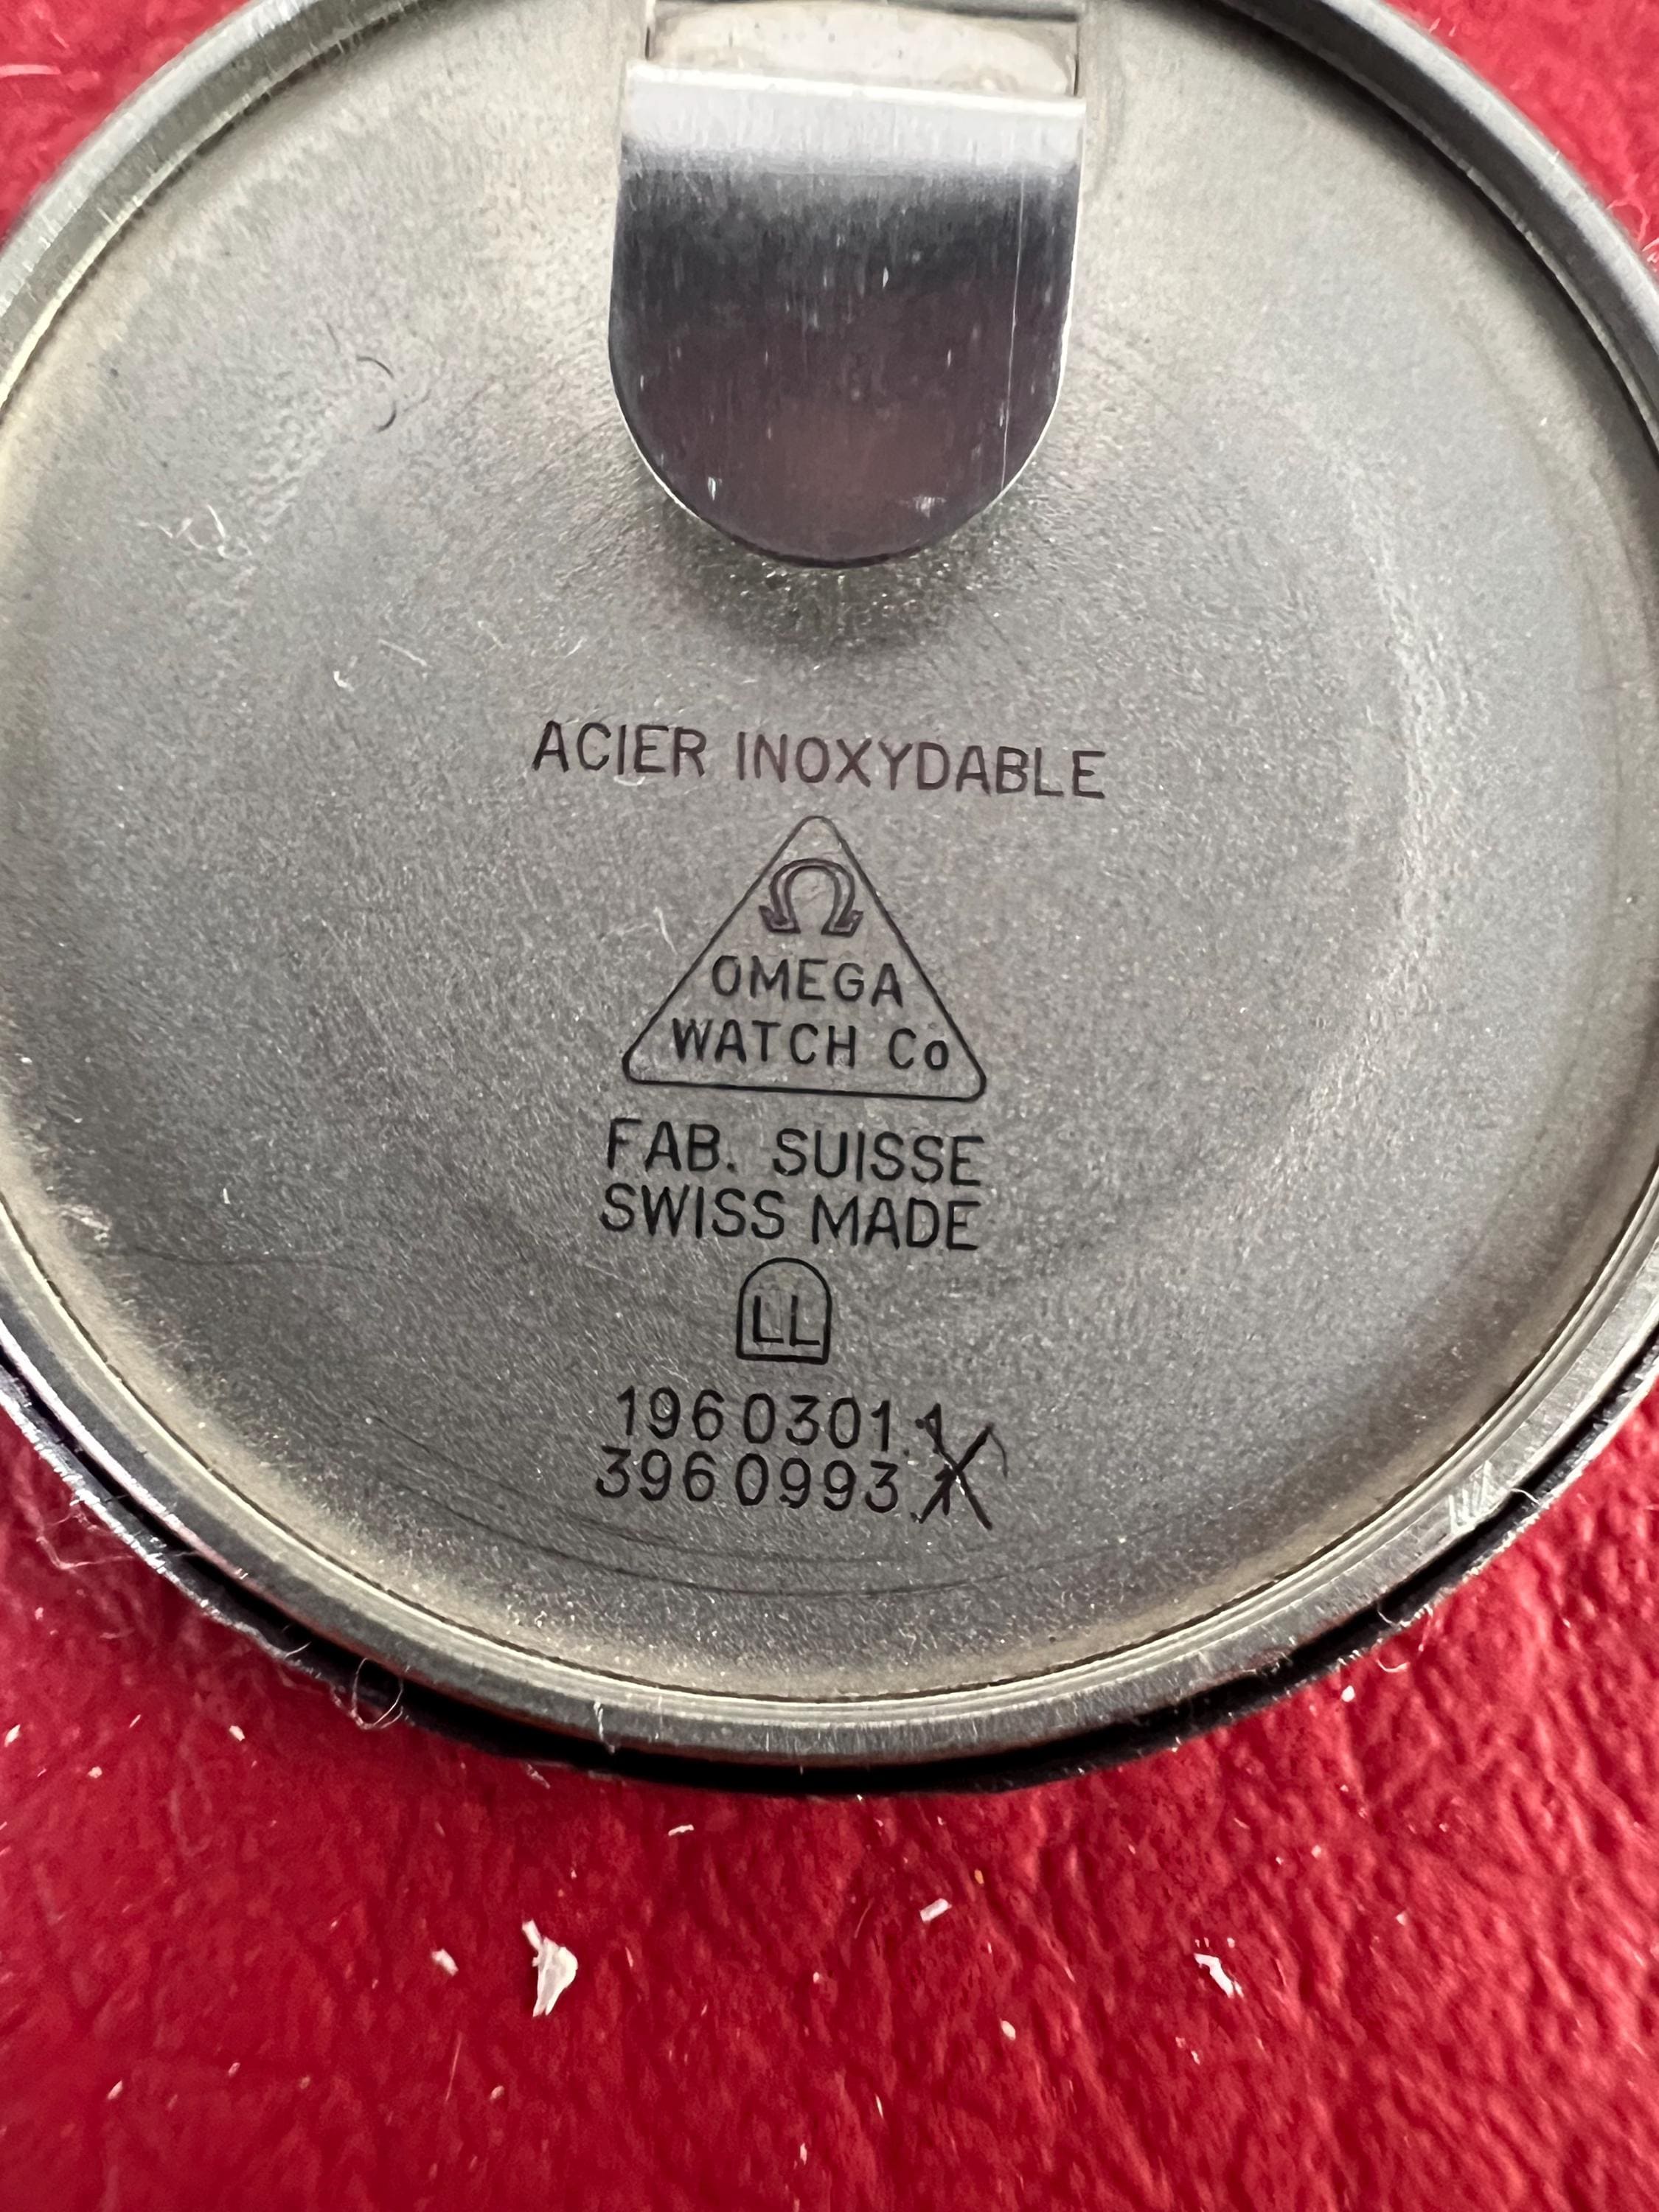 ACIER INOXYDABLE
Ω
OMEGA
WATCH Co
FAB. SUISSE
SWISS MADE
LL
196 0301.1
396 0993.